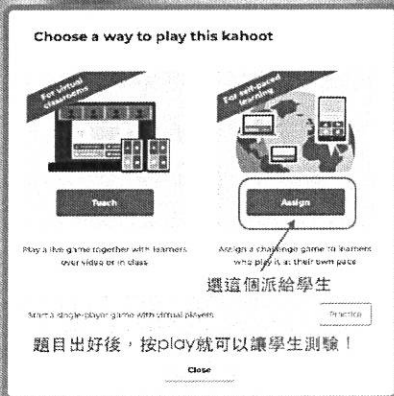 Choose a way to play this kahoot
For virtual
classrooms
Teach
Play a live game together with learners
over video or in class
For self-paced
learning
Assign
Assign a challenge game to learners
who play it at their own pace
選這個派給學生
Start a single-player game with virtual players
Practice
題目出好後，按play就可以讓學生測驗！
Close